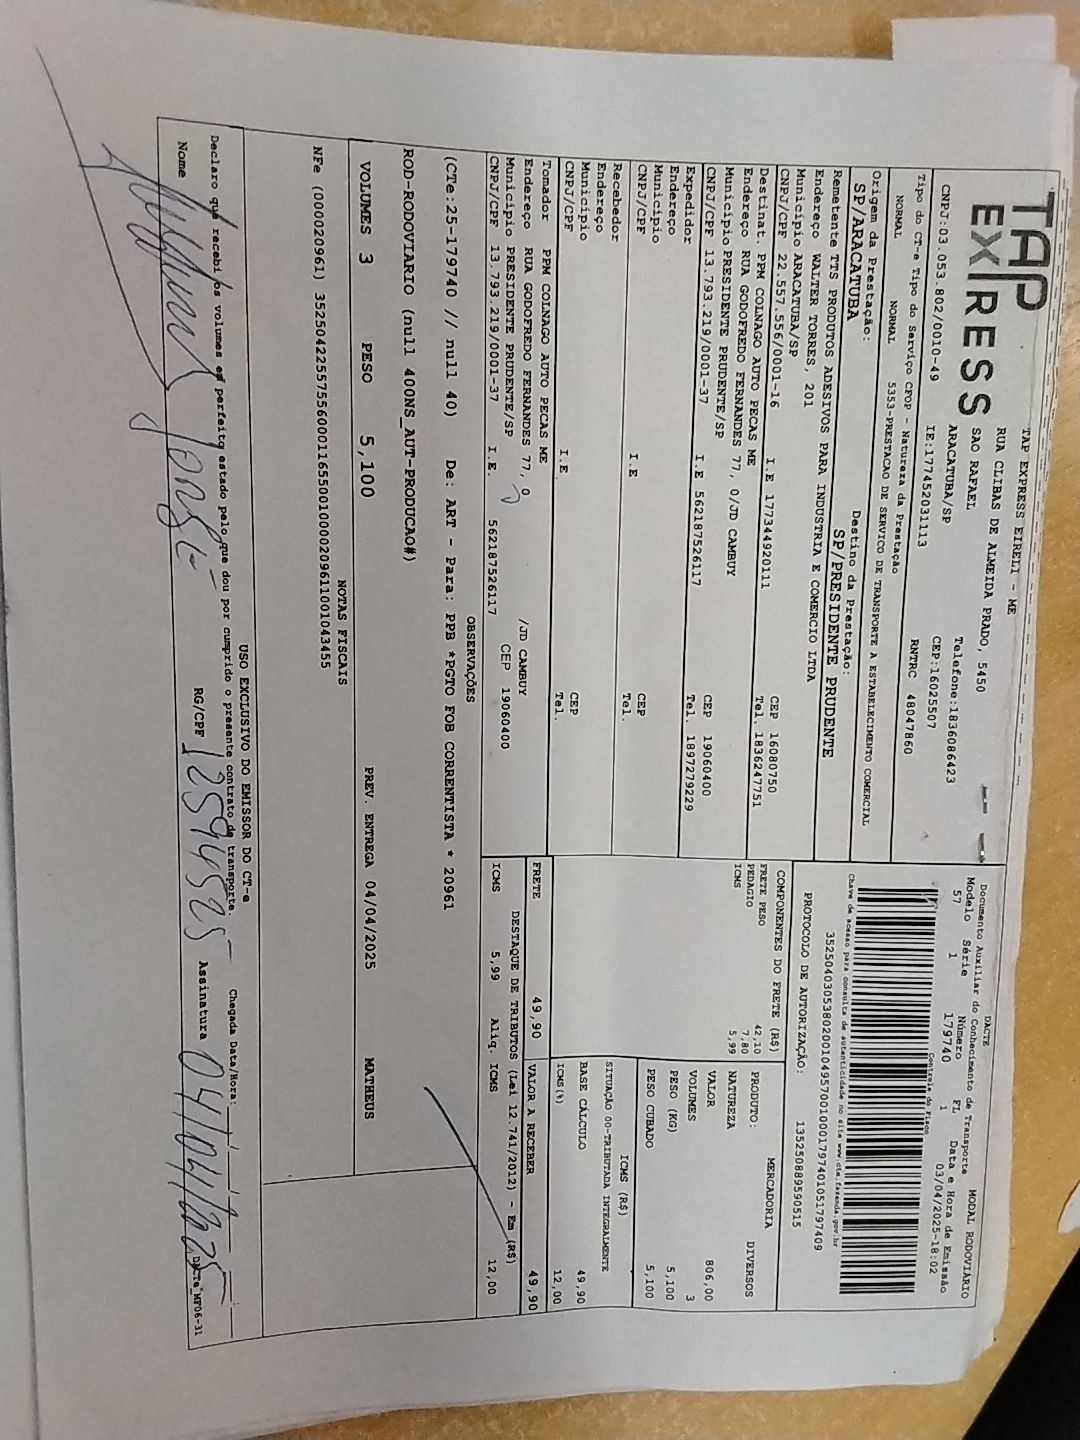 TAP
EXPRESS
TAP EXPRESS EIRELI - ME
RUA CLIBAS DE ALMEIDA PRADO, 5450
SAO RAFAEL Telefone:1836086423
ARACATUBA/SP CEP:16025507
CNPJ:03.053.802/0010-49 IE:177452031113 RNTRC 48047860
Tipo do CT-e Tipo do Serviço CFOP - Natureza da Prestação
NORMAL NORMAL 5353-PRESTACAO DE SERVICO DE TRANSPORTE A ESTABELECIMENTO COMERCIAL
Origem da Prestação: Destino da Prestação:
SP/ARACATUBA SP/PRESIDENTE PRUDENTE
DACTE MODAL RODOVIÁRIO
Documento Auxiliar do Conhecimento de Transporte
Modelo Série Número FL Data e Hora de Emissão
57 1 179740 1 03/04/2025-18:02
Controle do Fisco
Chave de acesso para consulta de autenticidade no site www.cte.fazenda.gov.br
35250403053802001049570010001797401051797409
PROTOCOLO DE AUTORIZAÇÃO: 135250889590515
Remetente TTS PRODUTOS ADESIVOS PARA INDUSTRIA E COMERCIO LTDA
Endereço WALTER TORRES, 201
Município ARACATUBA/SP CEP 16080750
CNPJ/CPF 22.557.556/0001-16 I.E 177344920111 Tel. 1836247751
Destinat. PPM COLNAGO AUTO PECAS ME
Endereço RUA GODOFREDO FERNANDES 77, 0/JD CAMBUY
Município PRESIDENTE PRUDENTE/SP CEP 19060400
CNPJ/CPF 13.793.219/0001-37 I.E 562187526117 Tel. 1897279229
Expedidor
Endereço
Município CEP
CNPJ/CPF I.E Tel.
Recebedor
Endereço
Município CEP
CNPJ/CPF I.E Tel.
Tomador PPM COLNAGO AUTO PECAS ME
Endereço RUA GODOFREDO FERNANDES 77, 0 /JD CAMBUY
Município PRESIDENTE PRUDENTE/SP CEP 19060400
CNPJ/CPF 13.793.219/0001-37 I.E. 562187526117
COMPONENTES DO FRETE (R$)
FRETE PESO 42,10
PEDAGIO 7,80
ICMS 5,99
MERCADORIA
PRODUTO: DIVERSOS
NATUREZA
VALOR 806,00
VOLUMES 3
PESO (KG) 5,100
PESO CUBADO 5,100
ICMS (R$)
SITUAÇÃO 00-TRIBUTADA INTEGRALMENTE
BASE CÁLCULO 49,90
ICMS(%) 12,00
FRETE 49,90 VALOR A RECEBER 49,90
DESTAQUE DE TRIBUTOS (Lei 12.741/2012) - Em (R$)
ICMS 5,99 Aliq. ICMS 12,00
OBSERVAÇÕES
(CTe:25-179740 // null 40) De: ART - Para: PPB *PGTO FOB CORRENTISTA * 20961
ROD-RODOVIARIO (null 400NS_AUT-PRODUCAO#)
VOLUMES 3 PESO 5,100 PREV. ENTREGA 04/04/2025 MATHEUS
NOTAS FISCAIS
NFe (000020961) 35250422557556000116550010000209611001043455
USO EXCLUSIVO DO EMISSOR DO CT-e
Declaro que recebi os volumes em perfeito estado pelo que dou por cumprido o presente contrato de transporte. Chegada Data/Hora: / /
Nome RG/CPF Assinatura 04/04/2025
DACTe_MF06-31